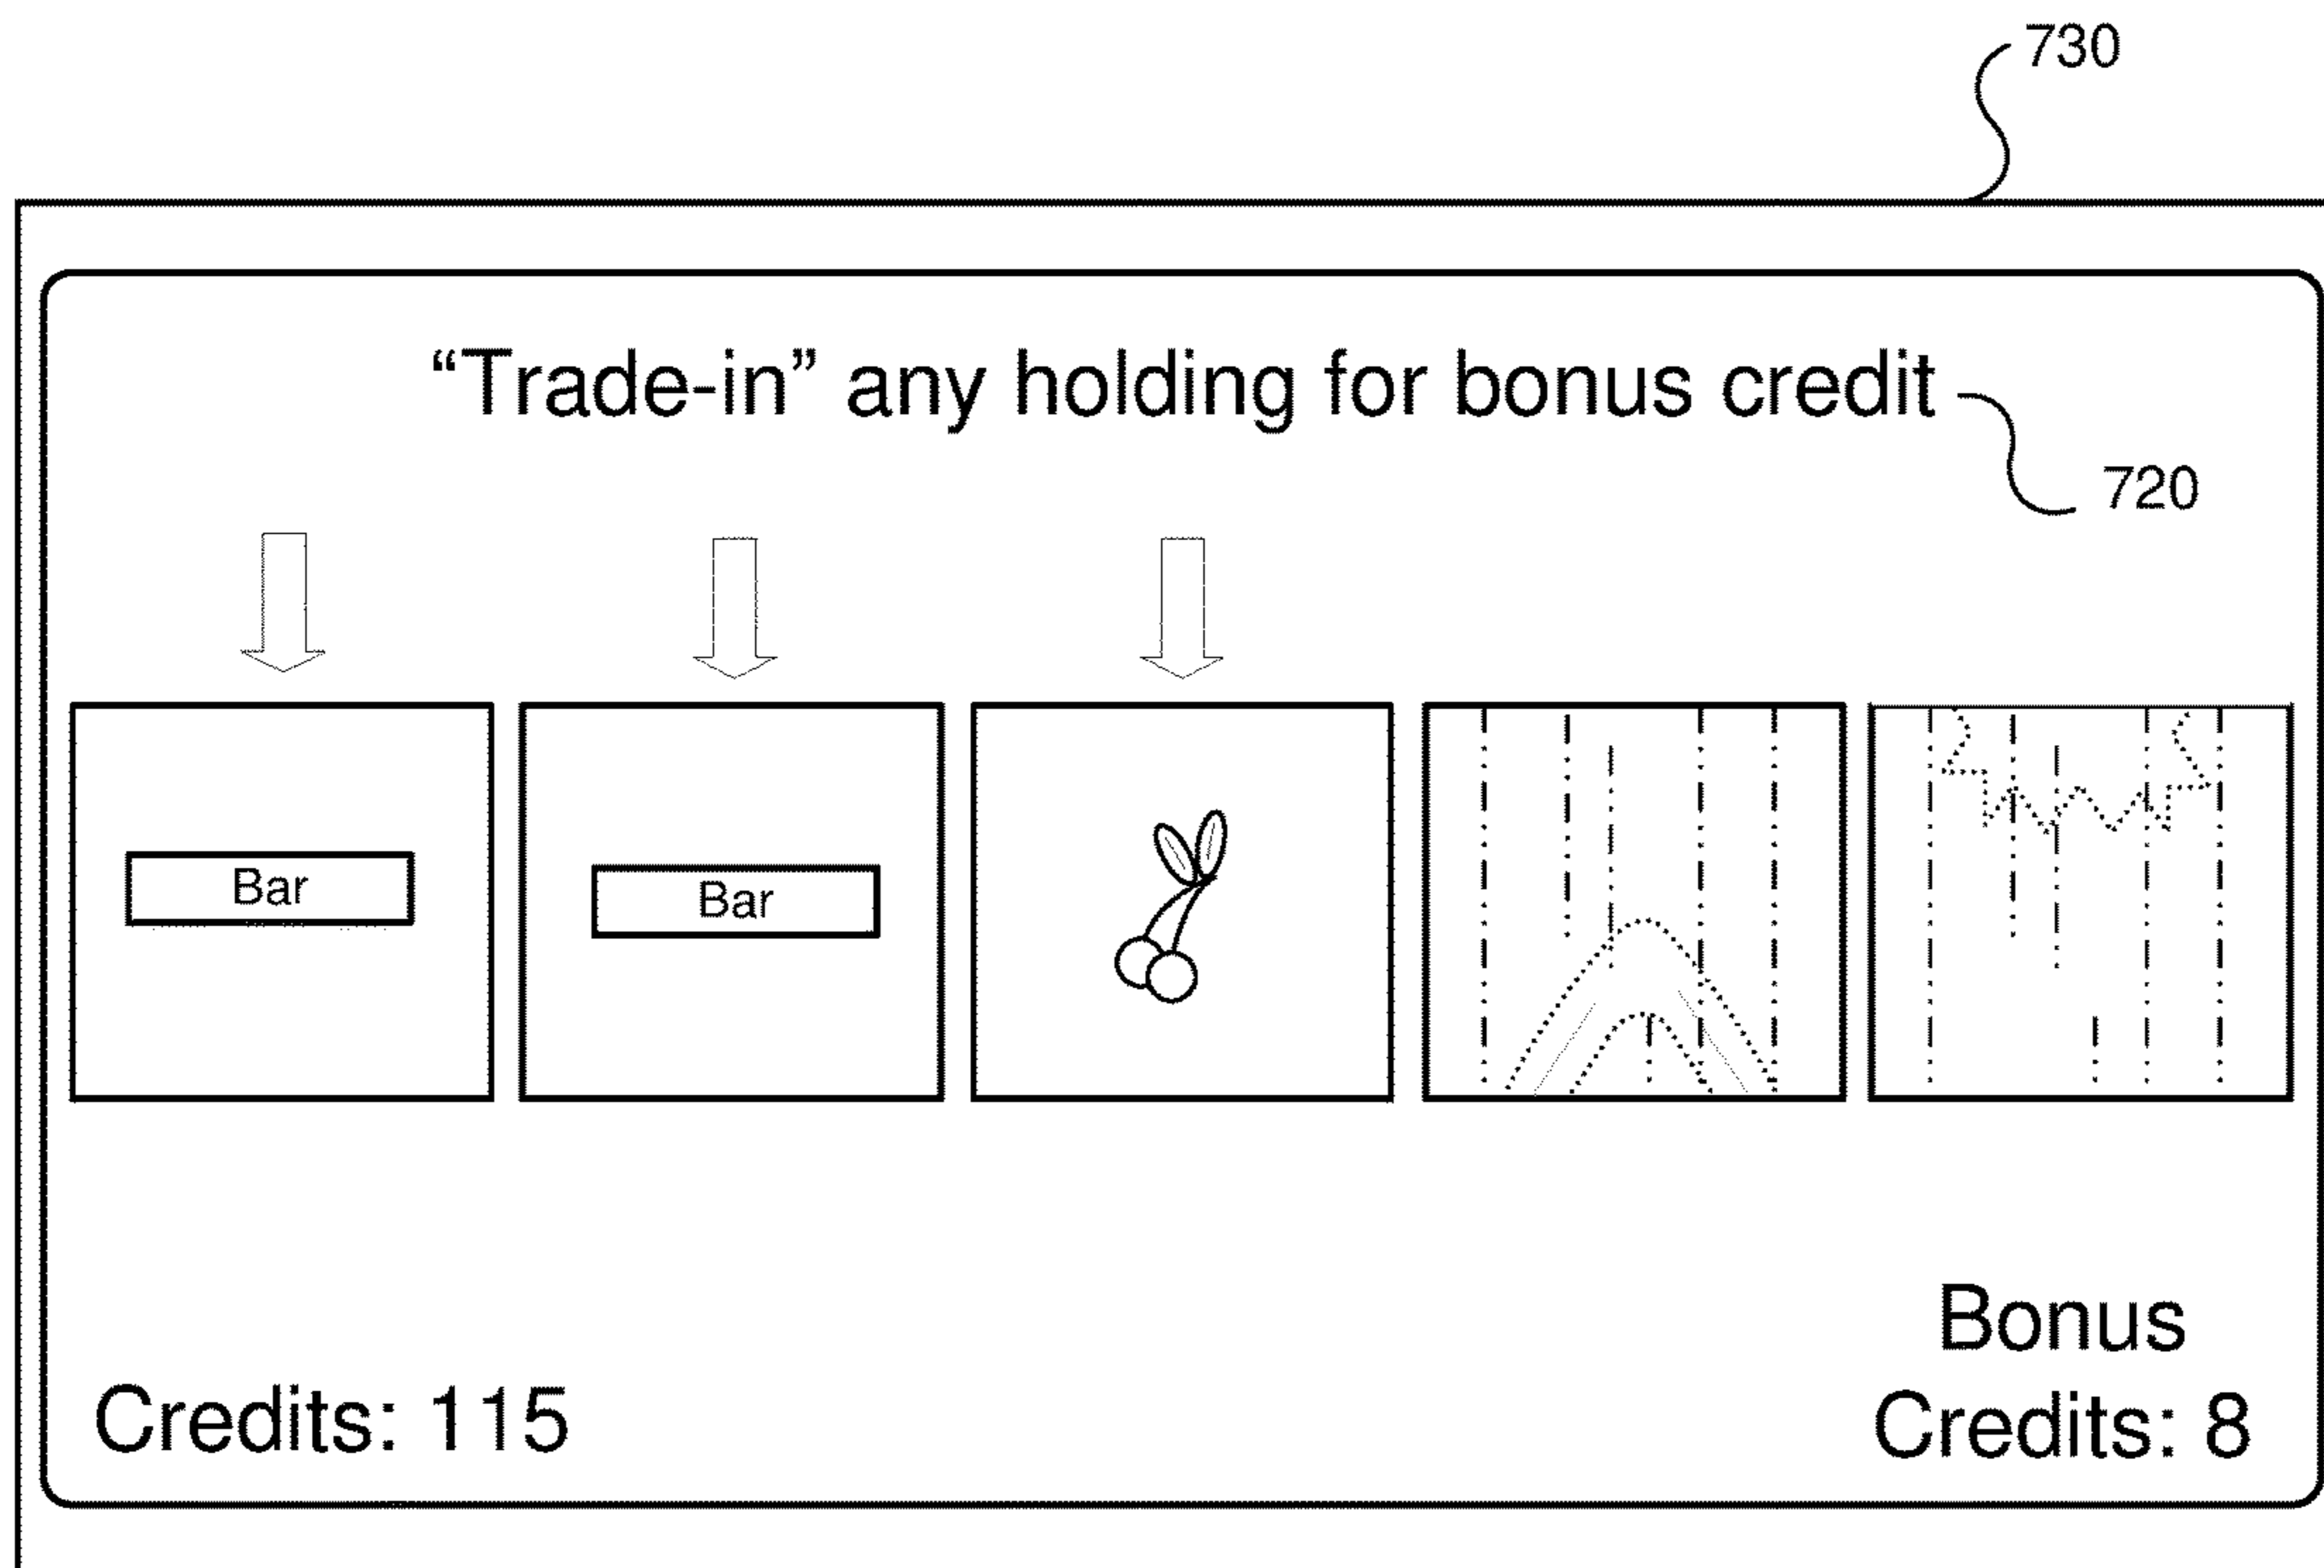 730
“Trade-in” any holding for bonus credit
720
Bar
Bar
Bonus
Credits: 115
Credits: 8